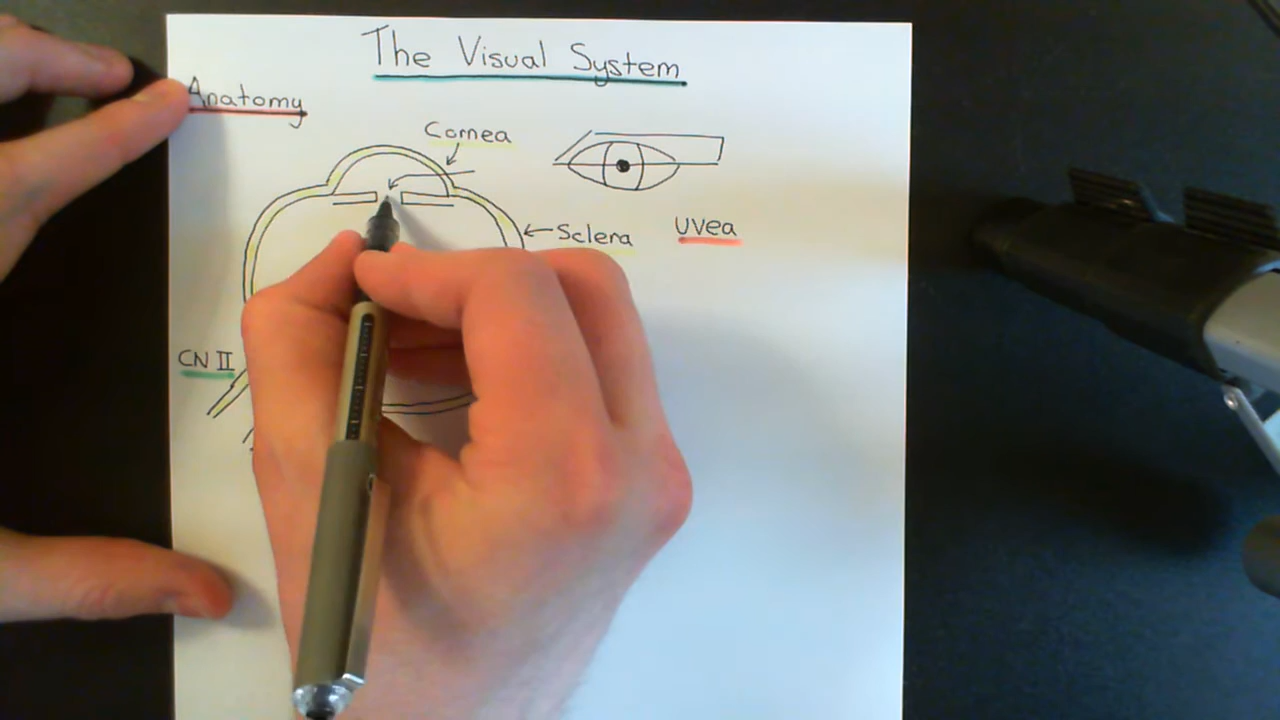 The Visual System
Anatomy
Cornea
Sclera
Uvea
CN II